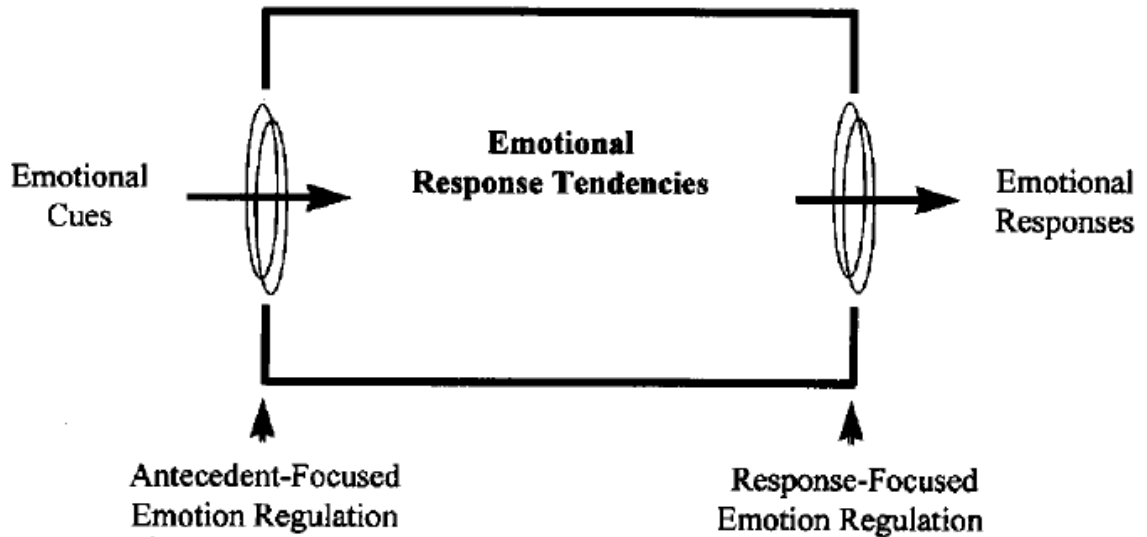 Emotional
Cues
Emotional
Response Tendencies
Emotional
Responses
Antecedent-Focused
Emotion Regulation
Response-Focused
Emotion Regulation